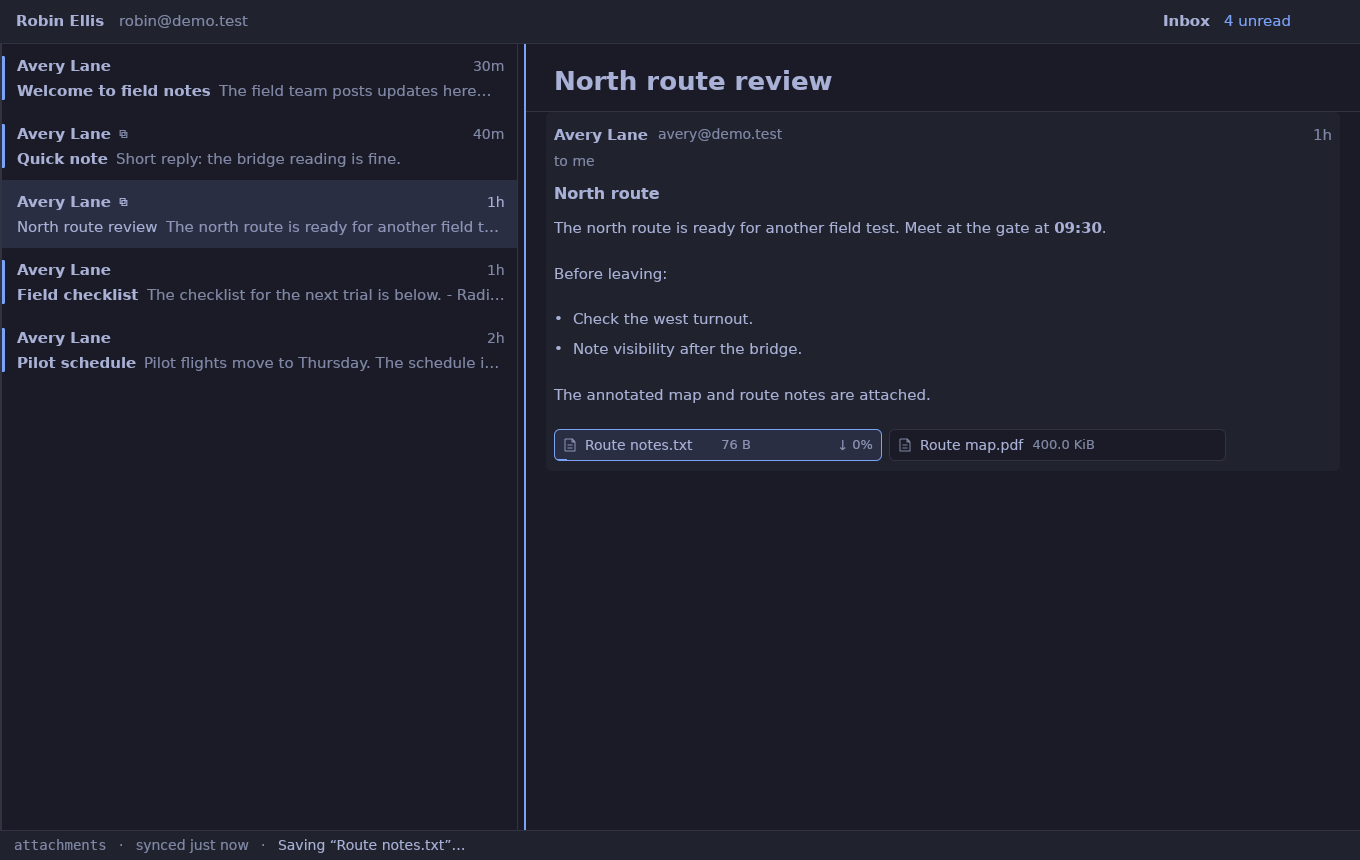 Robin Ellis robin@demo.test
Inbox 4 unread
Avery Lane 30m
Welcome to field notes The field team posts updates here…
Avery Lane 40m
Quick note Short reply: the bridge reading is fine.
Avery Lane 1h
North route review The north route is ready for another field t…
Avery Lane 1h
Field checklist The checklist for the next trial is below. - Radi…
Avery Lane 2h
Pilot schedule Pilot flights move to Thursday. The schedule i…
North route review
Avery Lane avery@demo.test 1h
to me
North route
The north route is ready for another field test. Meet at the gate at 09:30.
Before leaving:
• Check the west turnout.
• Note visibility after the bridge.
The annotated map and route notes are attached.
Route notes.txt 76 B ↓ 0%
Route map.pdf 400.0 KiB
attachments · synced just now · Saving “Route notes.txt”…